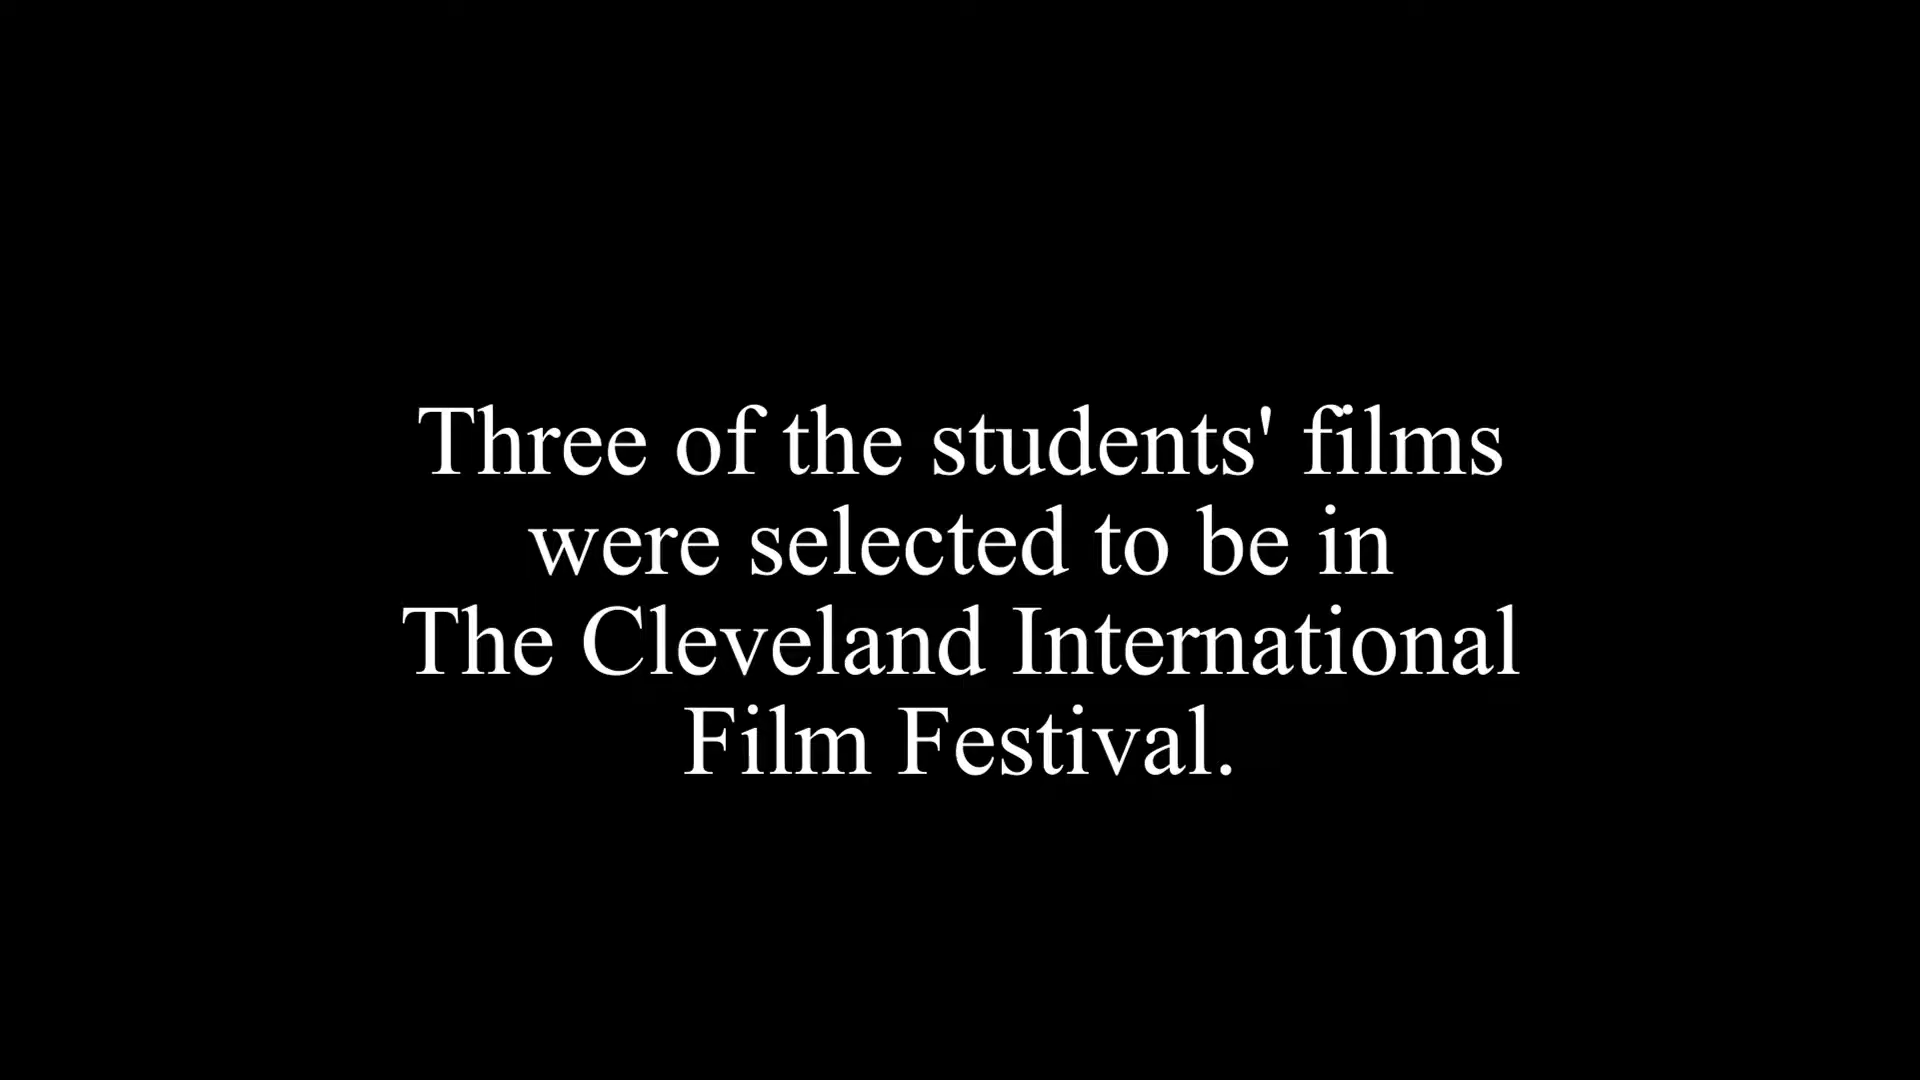 Three of the students' films
were selected to be in
The Cleveland International
Film Festival.